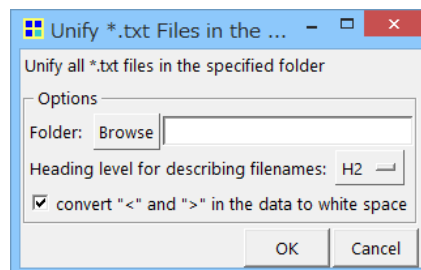 Unify *.txt Files in the ...
Unify all *.txt files in the specified folder
Options
Folder: Browse
Heading level for describing filenames: H2
convert "<" and ">" in the data to white space
OK Cancel